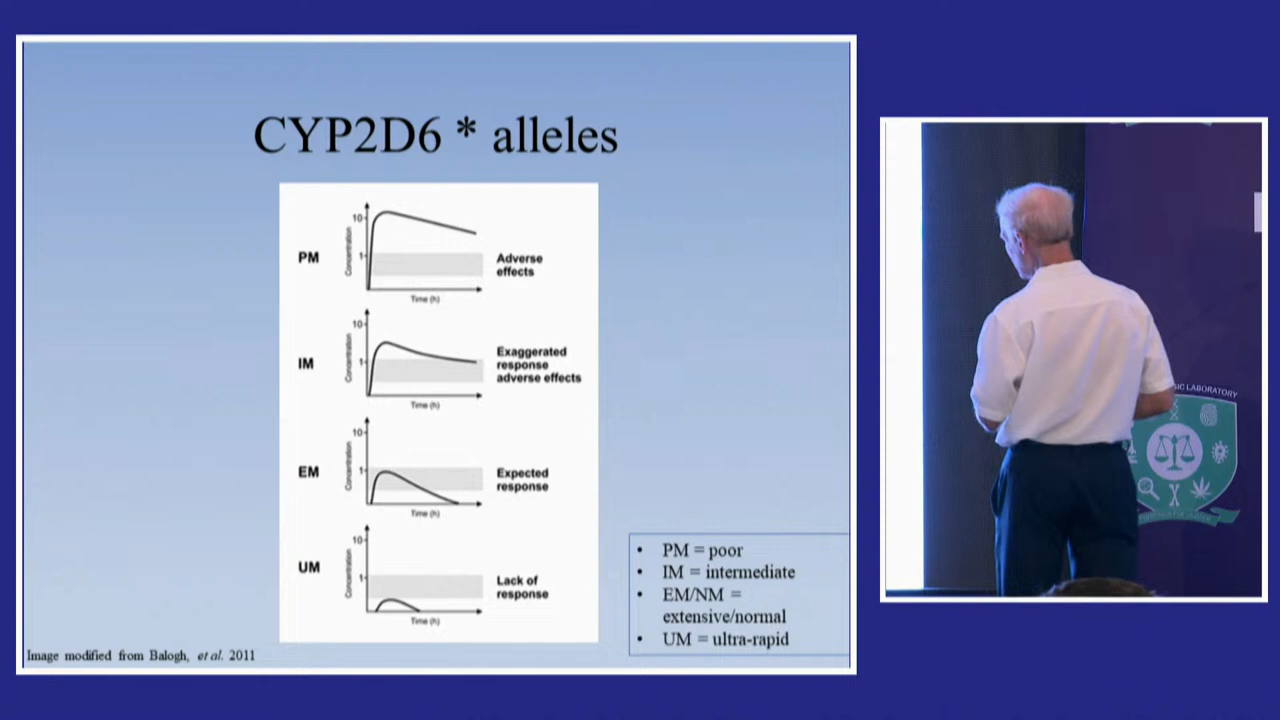 CYP2D6 * alleles
PM
10
1
Concentration
Time (h)
Adverse
effects
IM
10
1
Concentration
Time (h)
Exaggerated
response
adverse effects
EM
10
1
Concentration
Time (h)
Expected
response
UM
10
1
Concentration
Time (h)
Lack of
response
• PM = poor
• IM = intermediate
• EM/NM =
extensive/normal
• UM = ultra-rapid
Image modified from Balogh, et al. 2011
LABORATORY